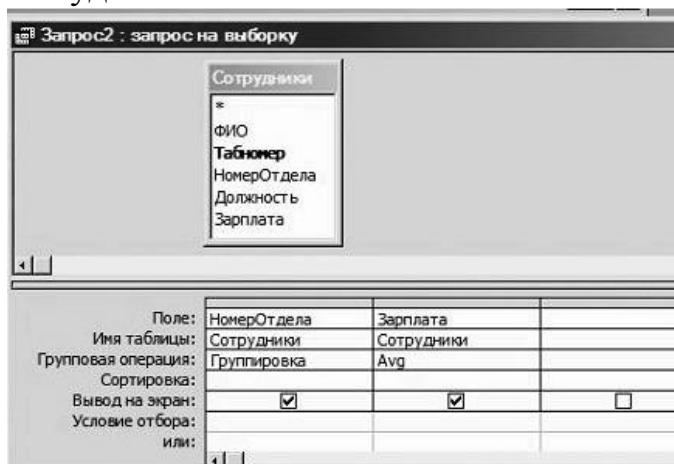 Запрос2 : запрос на выборку
Сотрудники
*
ФИО
Табномер
НомерОтдела
Должность
Зарплата
Поле: НомерОтдела Зарплата
Имя таблицы: Сотрудники Сотрудники
Групповая операция: Группировка Avg
Сортировка:
Вывод на экран:
Условие отбора:
или: